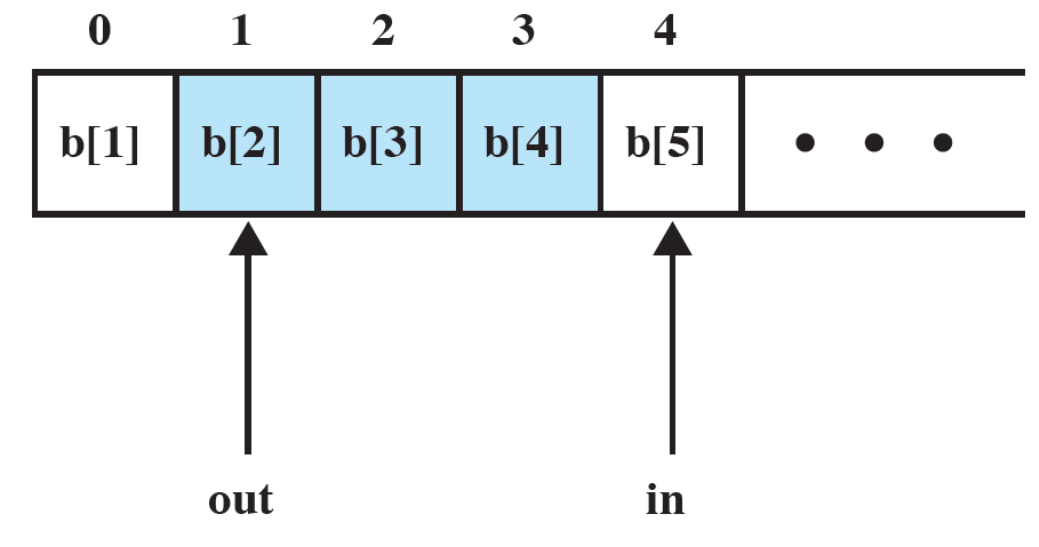 0 1 2 3 4
b[1] b[2] b[3] b[4] b[5] • • •
out in